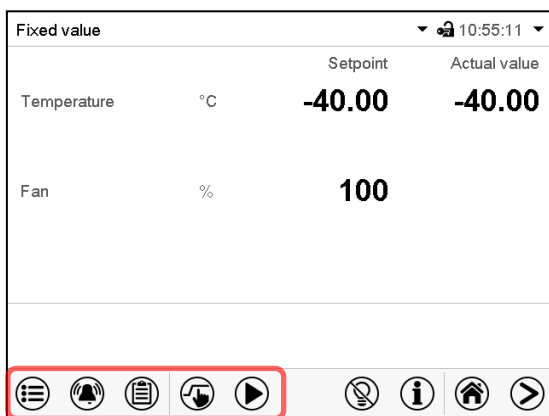 Fixed value 10:55:11
Setpoint Actual value
Temperature °C -40.00 -40.00
Fan % 100